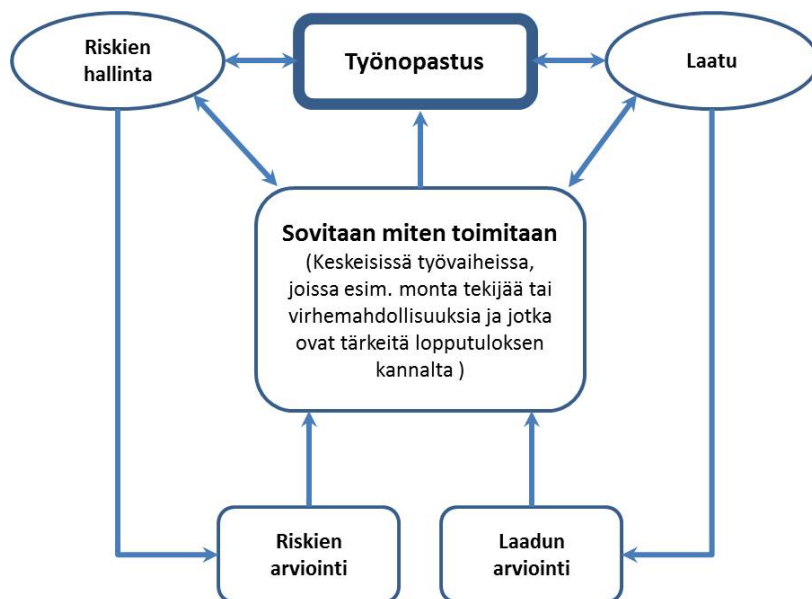 Riskien
hallinta
Työnopastus
Laatu
Sovitaan miten toimitaan
(Keskeisissä työvaiheissa,
joissa esim. monta tekijää tai
virhemahdollisuuksia ja jotka
ovat tärkeitä lopputuloksen
kannalta )
Riskien
arviointi
Laadun
arviointi